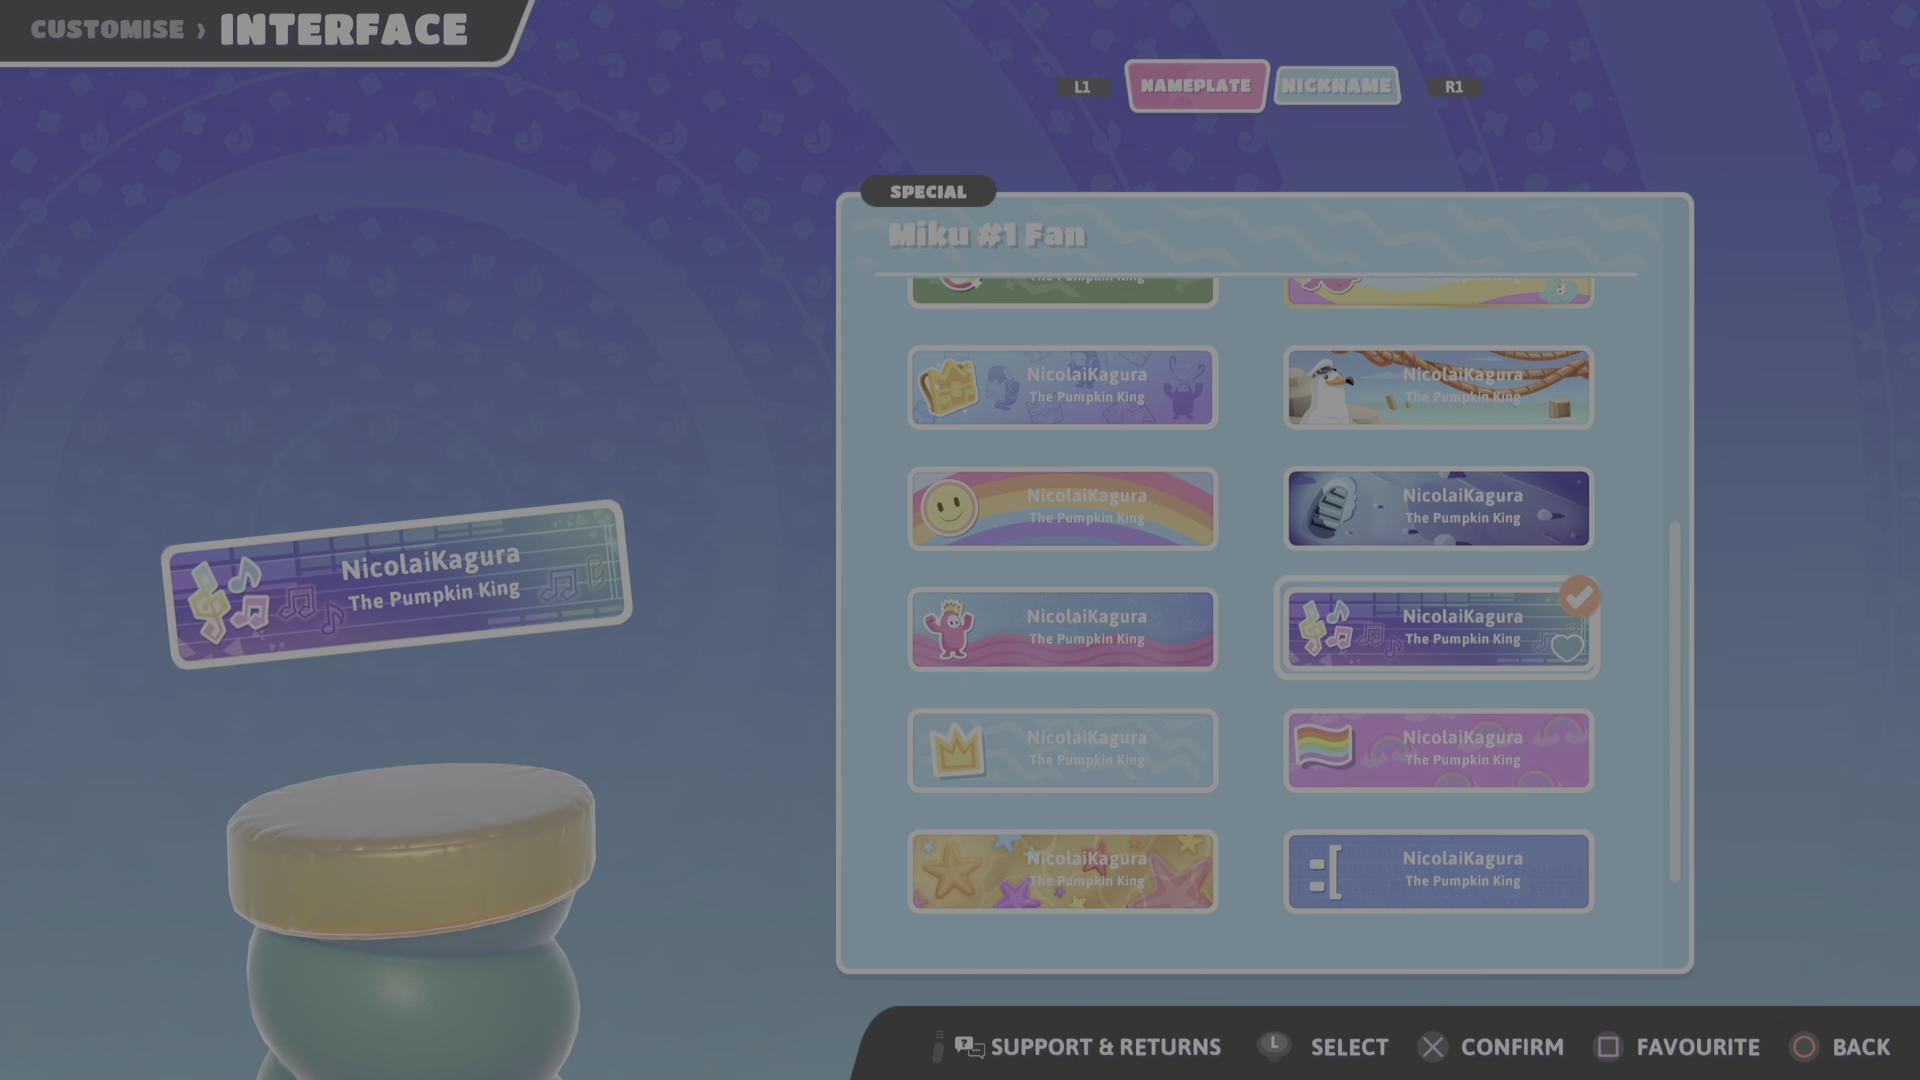 CUSTOMISE › INTERFACE
L1
NAMEPLATE
NICKNAME
R1
SPECIAL
Miku #1 Fan
The Pumpkin King
NicolaiKagura
The Pumpkin King
NicolaiKagura
The Pumpkin King
NicolaiKagura
The Pumpkin King
NicolaiKagura
The Pumpkin King
NicolaiKagura
The Pumpkin King
NicolaiKagura
The Pumpkin King
NicolaiKagura
The Pumpkin King
NicolaiKagura
The Pumpkin King
NicolaiKagura
The Pumpkin King
NicolaiKagura
The Pumpkin King
NicolaiKagura
The Pumpkin King
:[
SUPPORT & RETURNS
L
SELECT
CONFIRM
FAVOURITE
BACK